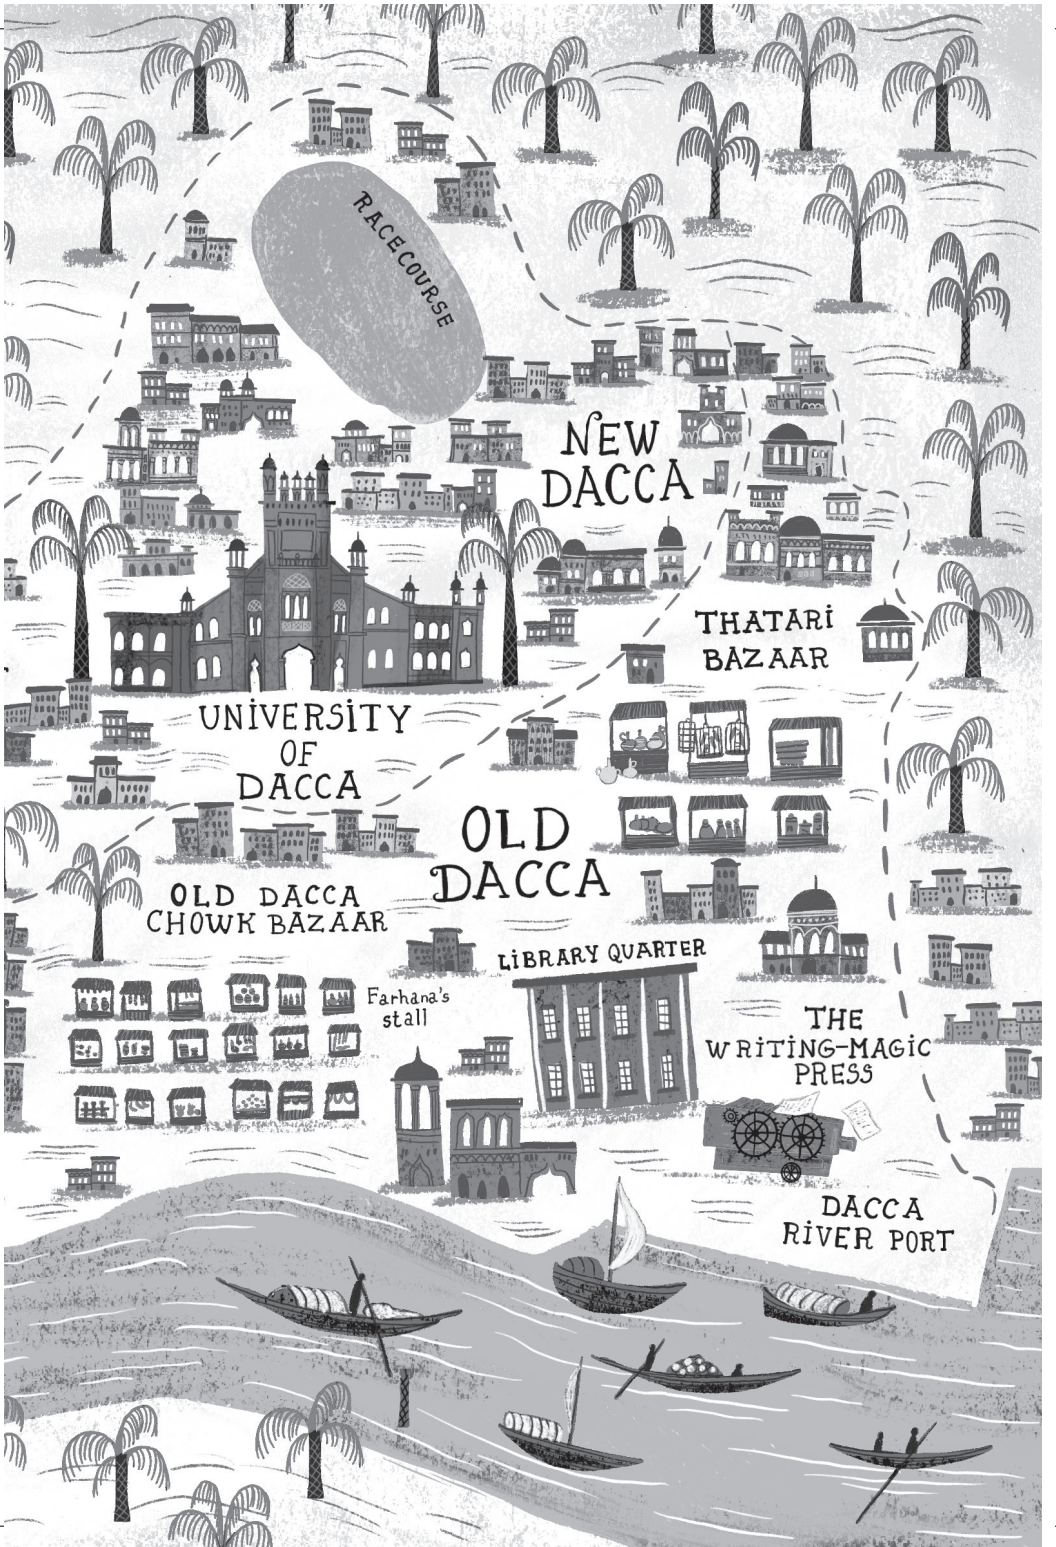 RACECOURSE
NEW
DACCA
THATARI
BAZAAR
UNIVERSITY
OF
DACCA
OLD
DACCA
OLD DACCA
CHOWK BAZAAR
LIBRARY QUARTER
Farhana's
stall
THE
WRITING-MAGIC
PRESS
DACCA
RIVER PORT